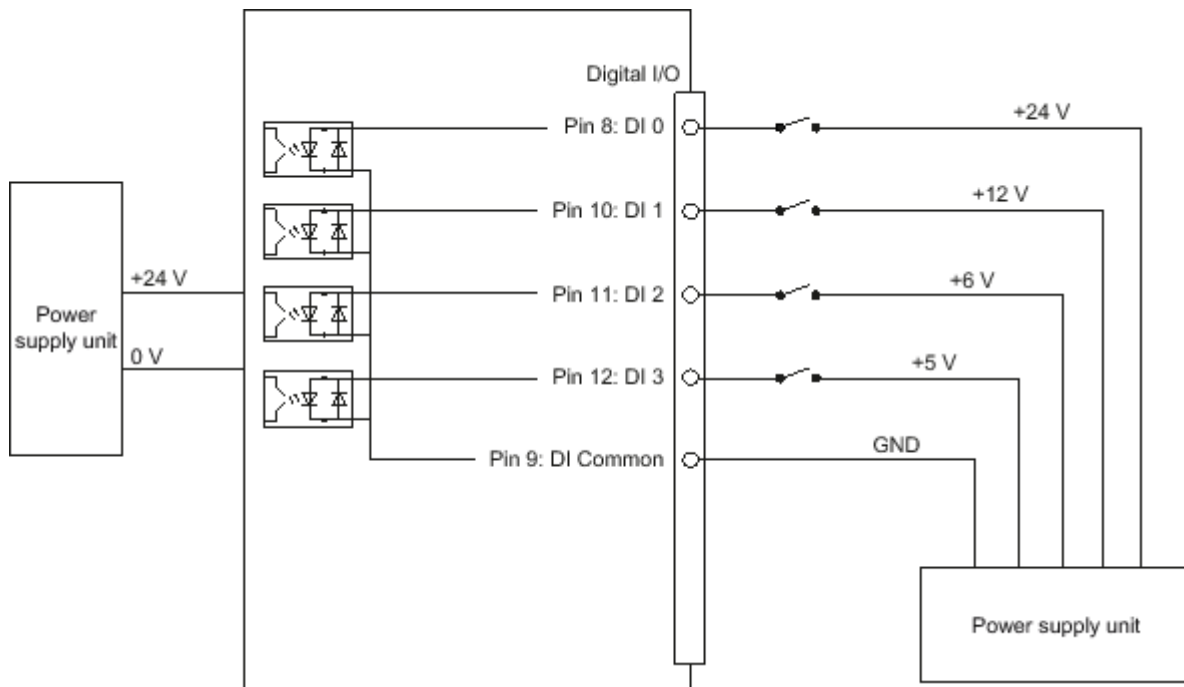 Digital I/O
Pin 8: DI 0
+24 V
Pin 10: DI 1
+12 V
+24 V
Pin 11: DI 2
+6 V
Power
supply unit
0 V
Pin 12: DI 3
+5 V
Pin 9: DI Common
GND
Power supply unit